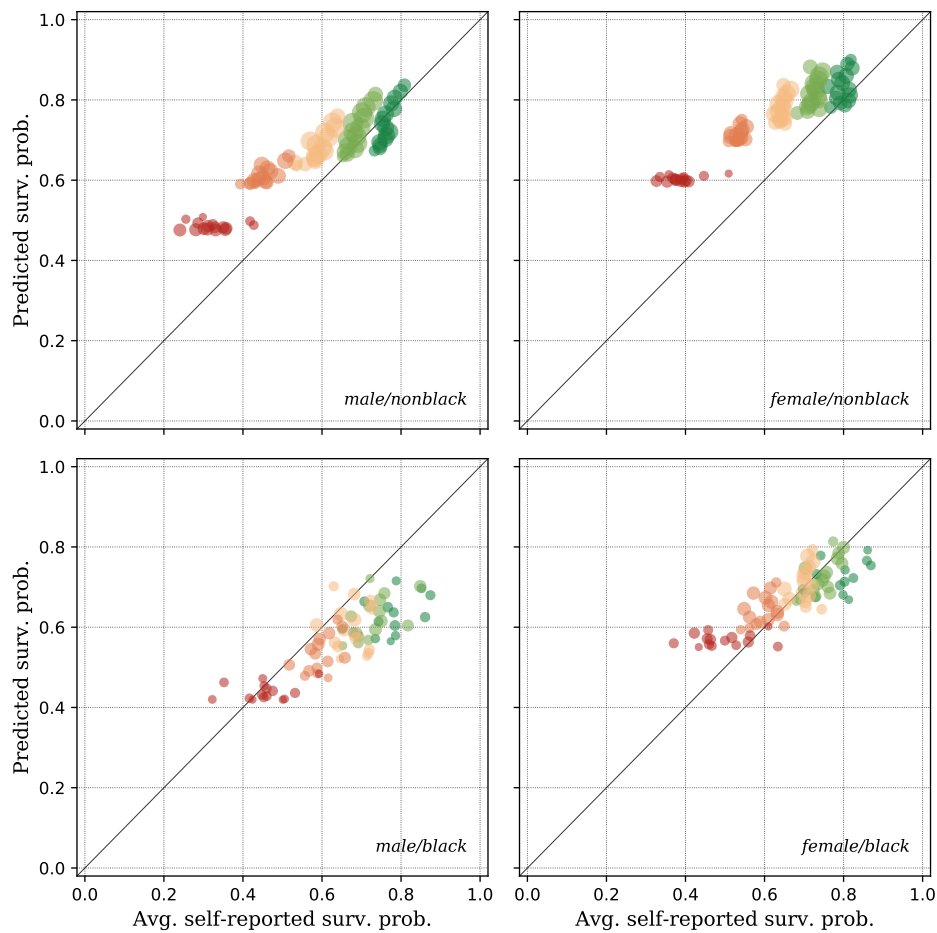 1.0
0.8
0.6
0.4
0.2
0.0
Predicted surv. prob.
male/nonblack
female/nonblack
1.0
0.8
0.6
0.4
0.2
0.0
Predicted surv. prob.
male/black
female/black
0.0 0.2 0.4 0.6 0.8 1.0
0.0 0.2 0.4 0.6 0.8 1.0
Avg. self-reported surv. prob.
Avg. self-reported surv. prob.